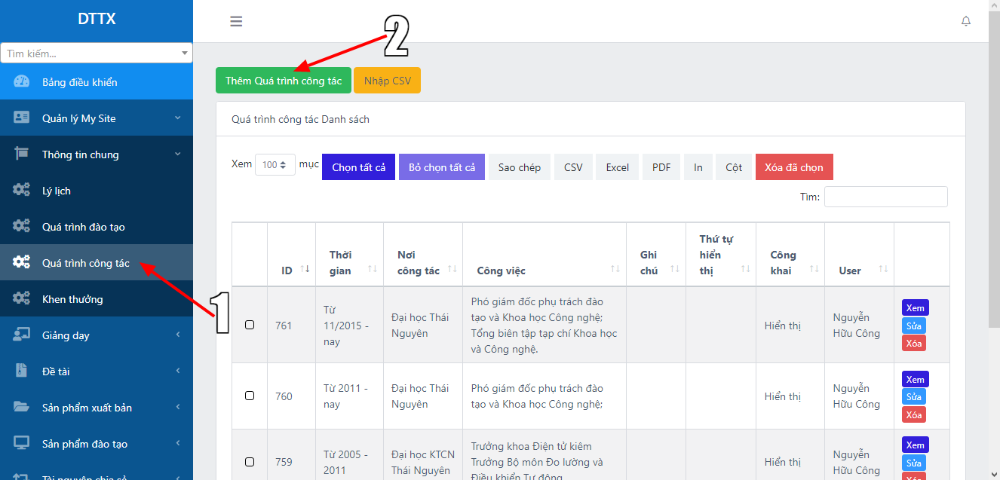 DTTX
Tìm kiếm...
Bảng điều khiển
Quản lý My Site
Thông tin chung
Lý lịch
Quá trình đào tạo
Quá trình công tác
Khen thưởng
Giảng dạy
Đề tài
Sản phẩm xuất bản
Sản phẩm đào tạo
Tài nguyên chia sẻ
1
2
Thêm Quá trình công tác
Nhập CSV
Quá trình công tác Danh sách
Xem 100 mục
Chọn tất cả
Bỏ chọn tất cả
Sao chép
CSV
Excel
PDF
In
Cột
Xóa đã chọn
Tìm:
ID
Thời
gian
Nơi
công tác
Công việc
Ghi
chú
Thứ tự
hiển
thị
Công
khai
User
761
Từ
11/2015 -
nay
Đại học Thái
Nguyên
Phó giám đốc phụ trách đào
tạo và Khoa học Công nghệ;
Tổng biên tập tạp chí Khoa học
và Công nghệ.
Hiển thị
Nguyễn
Hữu Công
Xem
Sửa
Xóa
760
Từ 2011 -
nay
Đại học Thái
Nguyên
Phó giám đốc phụ trách đào
tạo và Khoa học Công nghệ;
Hiển thị
Nguyễn
Hữu Công
Xem
Sửa
Xóa
759
Từ 2005 -
2011
Đại học KTCN
Thái Nguyên
Trưởng khoa Điện tử kiêm
Trưởng Bộ môn Đo lường và
Điều khiển Tự động
Hiển thị
Nguyễn
Hữu Công
Xem
Sửa
Xóa